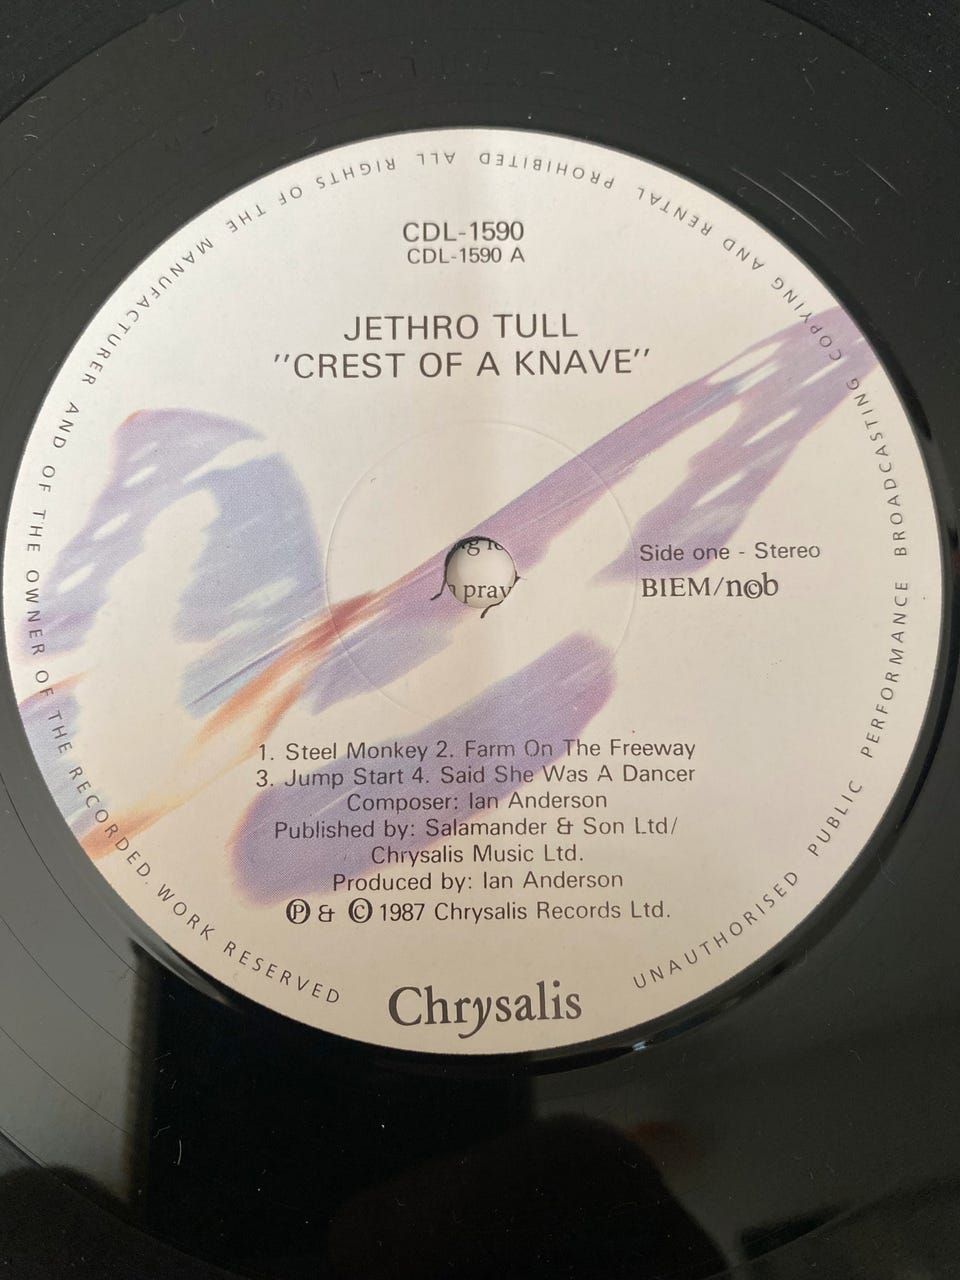 CDL-1590
CDL-1590 A
JETHRO TULL
"CREST OF A KNAVE"
Side one - Stereo
BIEM/n©b
1. Steel Monkey 2. Farm On The Freeway
3. Jump Start 4. Said She Was A Dancer
Composer: Ian Anderson
Published by: Salamander & Son Ltd/
Chrysalis Music Ltd.
Produced by: Ian Anderson
Ⓟ & © 1987 Chrysalis Records Ltd.
Chrysalis
UNAUTHORISED PUBLIC PERFORMANCE BROADCASTING COPYING AND RENTAL PROHIBITED ALL RIGHTS OF THE MANUFACTURER AND OF THE OWNER OF THE RECORDED. WORK RESERVED
pray